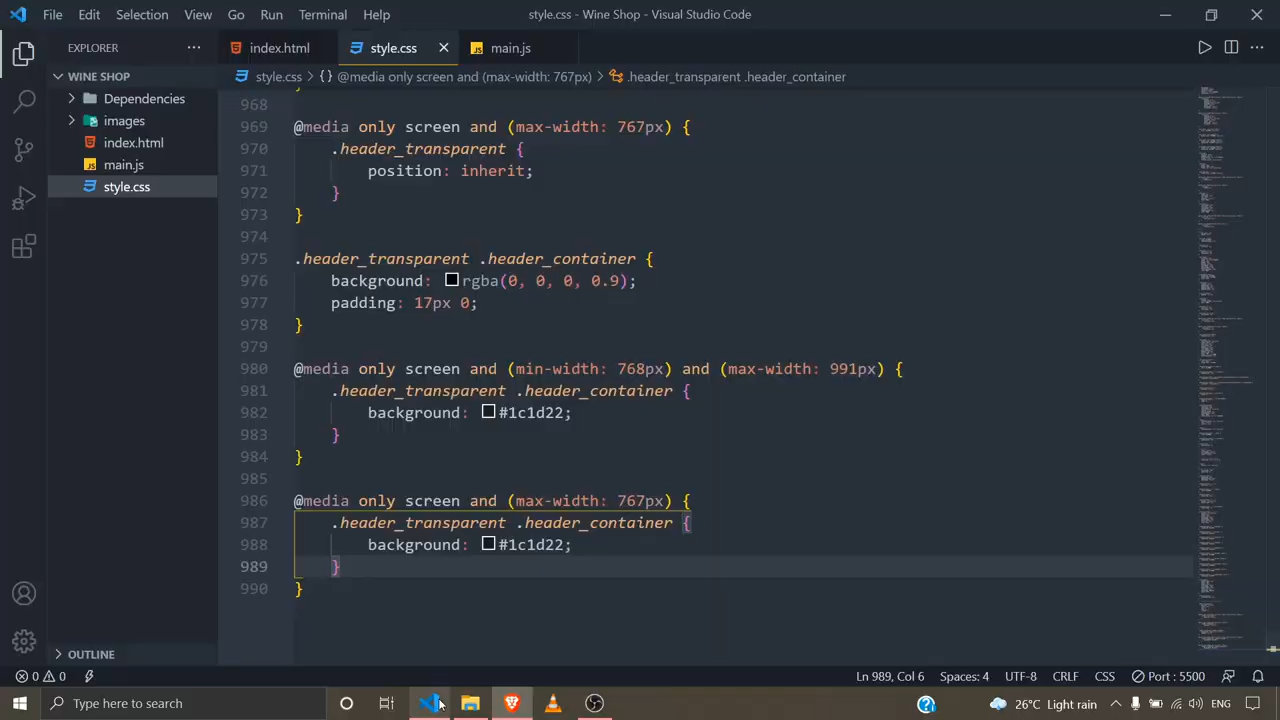 File Edit Selection View Go Run Terminal Help
style.css - Wine Shop - Visual Studio Code
EXPLORER
index.html
style.css
main.js
WINE SHOP
style.css > {} @media only screen and (max-width: 767px) > .header_transparent .header_container
Dependencies
images
index.html
main.js
style.css
968
969 @media only screen and (max-width: 767px) {
970 .header_transparent {
971 position: inherit;
972 }
973 }
974
975 .header_transparent .header_container {
976 background: rgba(0, 0, 0, 0.9);
977 padding: 17px 0;
978 }
979
980 @media only screen and (min-width: 768px) and (max-width: 991px) {
981 .header_transparent .header_container {
982 background: #1c1d22;
983 }
984 }
985
986 @media only screen and (max-width: 767px) {
987 .header_transparent .header_container {
988 background: #1c1d22;
989 }
990 }
OUTLINE
0 0
Ln 989, Col 6 Spaces: 4 UTF-8 CRLF CSS Port : 5500
Type here to search
26°C Light rain
ENG